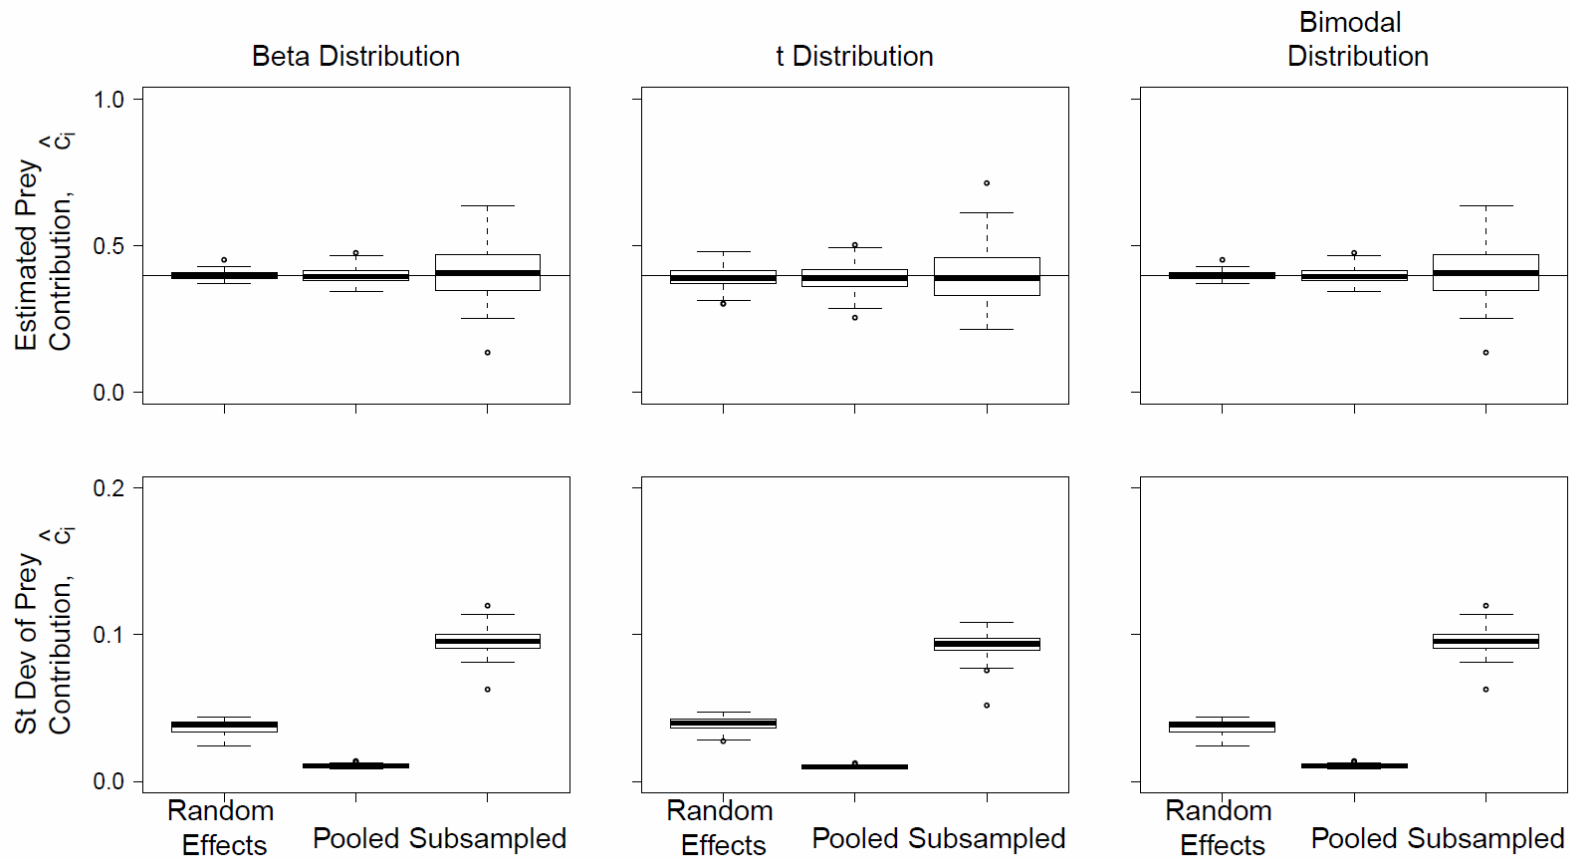 Beta Distribution
t Distribution
Bimodal
Distribution
Estimated Prey
Contribution, ĉi
1.0
0.5
0.0
St Dev of Prey
Contribution, ĉi
0.2
0.1
0.0
Random
Effects
Pooled
Subsampled
Random
Effects
Pooled
Subsampled
Random
Effects
Pooled
Subsampled